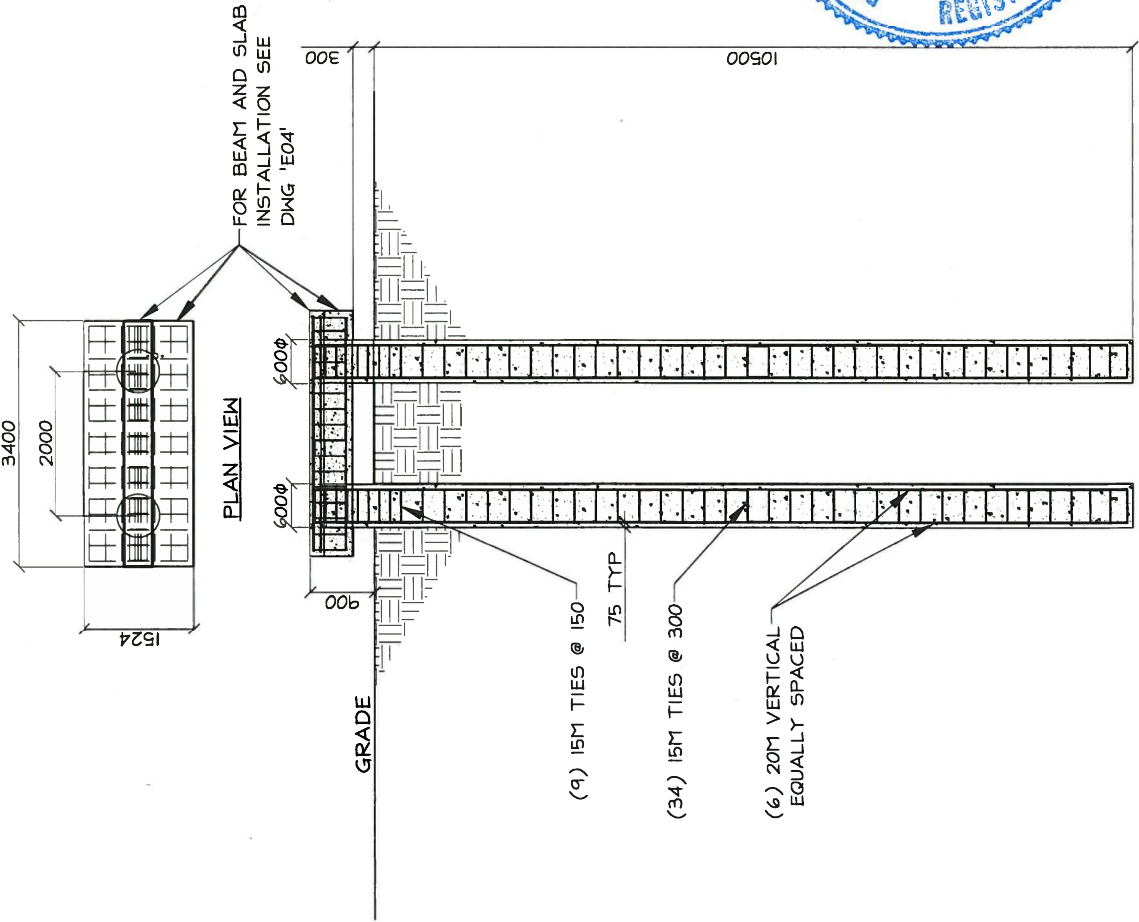 3400
2000
1524
PLAN VIEW
FOR BEAM AND SLAB
INSTALLATION SEE
DWG 'E04'
REGIST
300
10500
600Φ
600Φ
900
GRADE
(9) 15M TIES @ 150
75 TYP
(34) 15M TIES @ 300
(6) 20M VERTICAL
EQUALLY SPACED